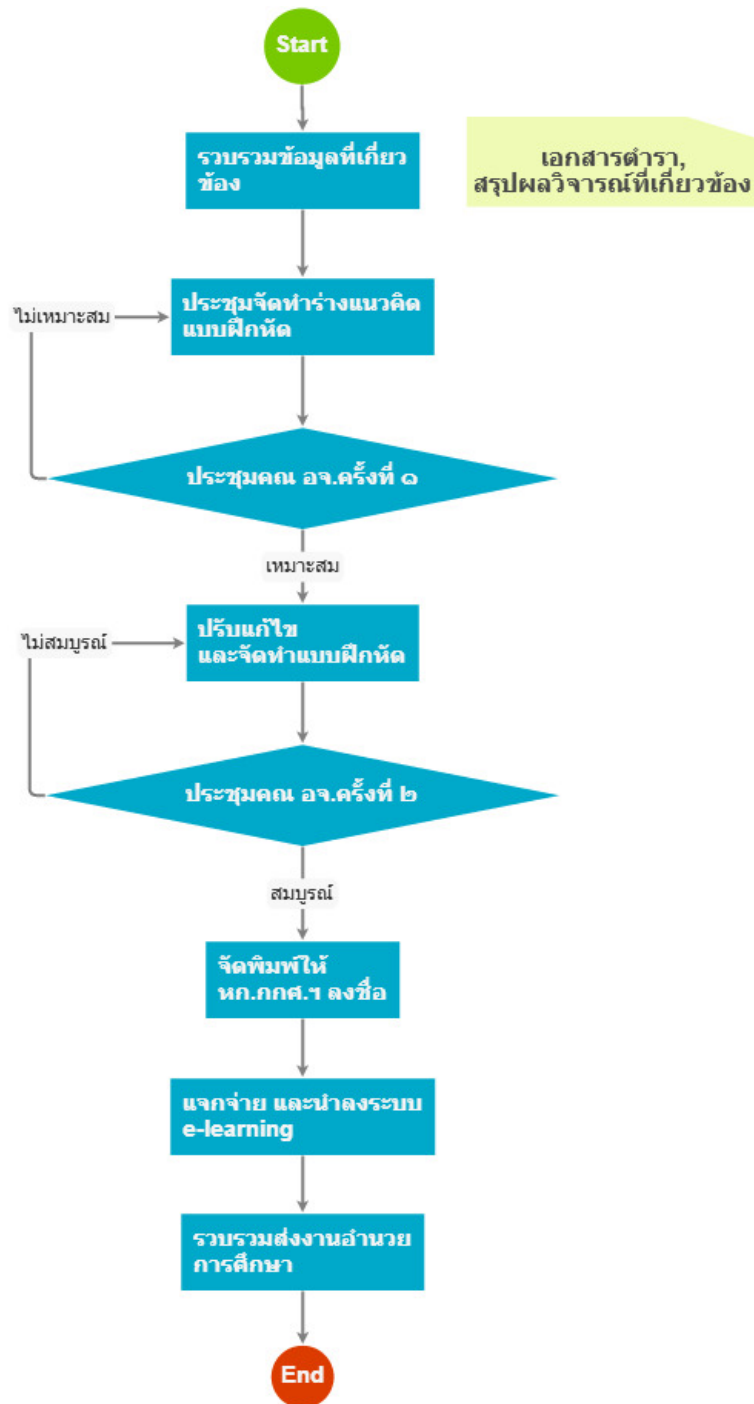 Start
รวบรวมข้อมูลที่เกี่ยว
ข้อง
เอกสารตำรา,
สรุปผลวิจารณ์ที่เกี่ยวข้อง
ประชุมจัดทำร่างแนวคิด
แบบฝึกหัด
ไม่เหมาะสม
ประชุมคณ อจ.ครั้งที่ ๑
เหมาะสม
ปรับแก้ไข
และจัดทำแบบฝึกหัด
ไม่สมบูรณ์
ประชุมคณ อจ.ครั้งที่ ๒
สมบูรณ์
จัดพิมพ์ให้
หก.กกศ.ฯ ลงชื่อ
แจกจ่าย และนำลงระบบ
e-learning
รวบรวมส่งงานอำนวย
การศึกษา
End